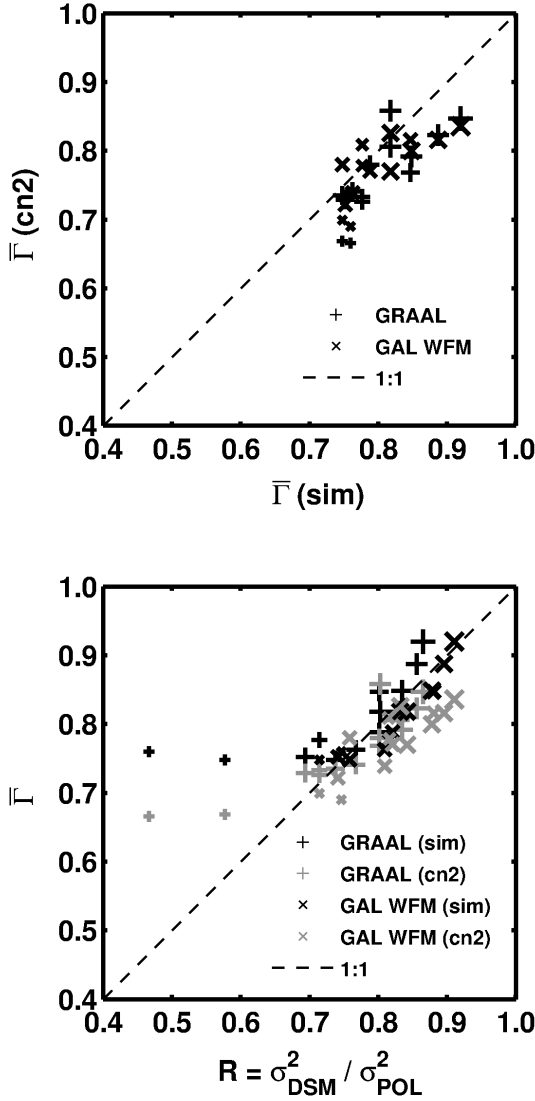 1.0
0.9
0.8
0.7
0.6
0.5
0.4
Γ̅ (cn2)
+ GRAAL
× GAL WFM
1:1
0.4 0.5 0.6 0.7 0.8 0.9 1.0
Γ̅ (sim)
1.0
0.9
0.8
0.7
0.6
0.5
0.4
Γ̅
+ GRAAL (sim)
+ GRAAL (cn2)
× GAL WFM (sim)
× GAL WFM (cn2)
1:1
0.4 0.5 0.6 0.7 0.8 0.9 1.0
R = σ²DSM / σ²POL